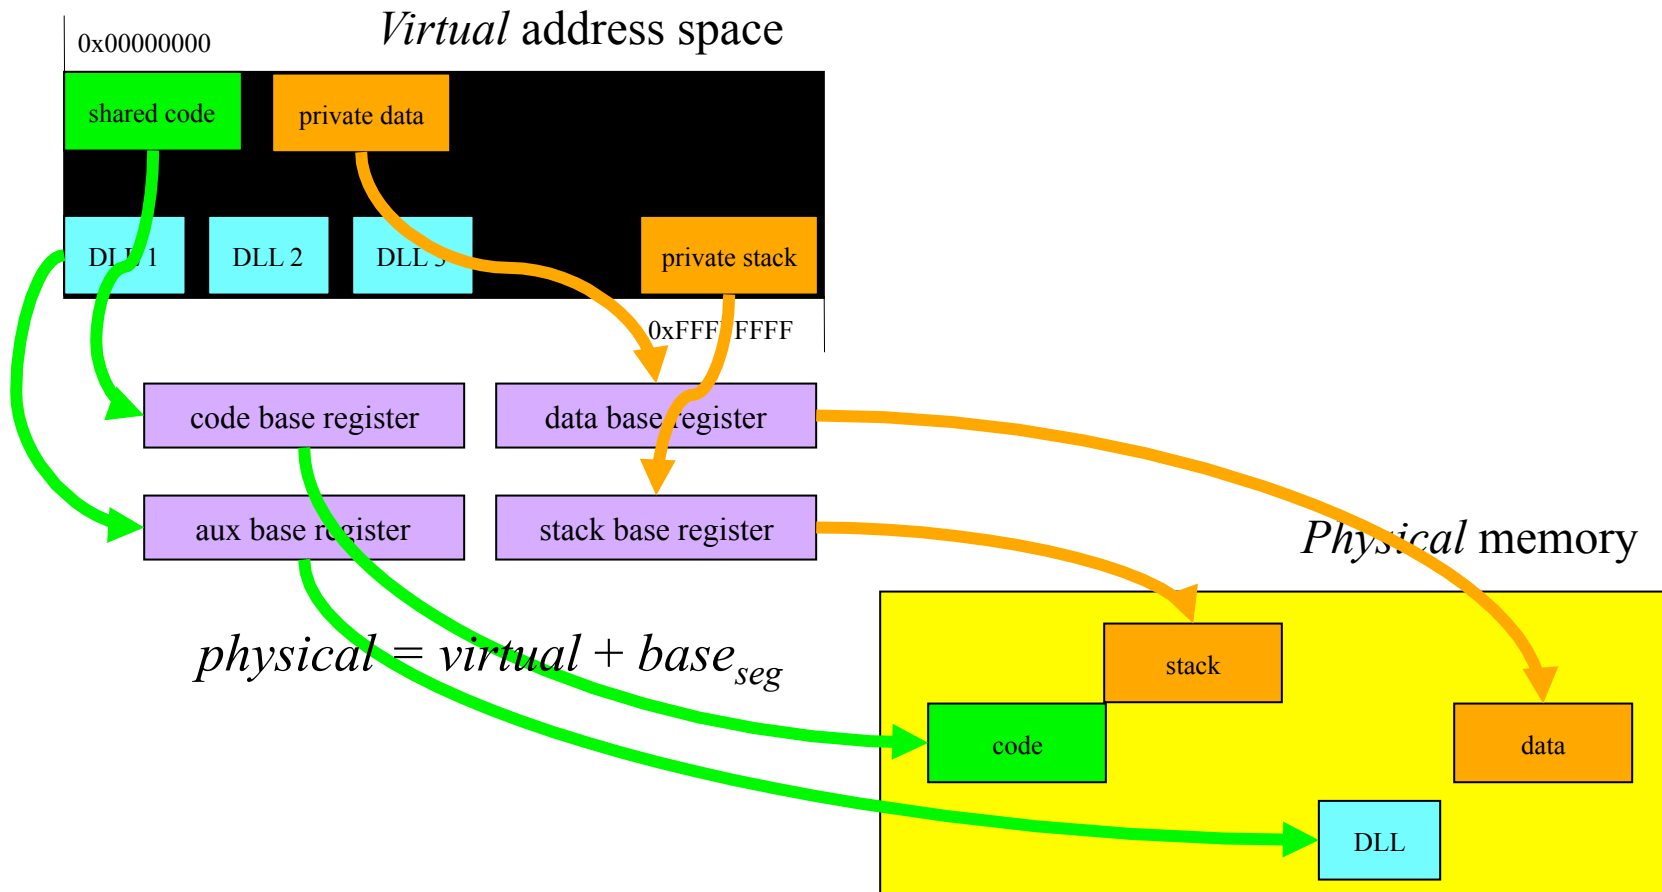 Virtual address space
0x00000000
shared code
private data
DLL 1
DLL 2
DLL 3
private stack
0xFFFFFFFF
code base register
data base register
aux base register
stack base register
Physical memory
physical = virtual + base_seg
stack
code
data
DLL